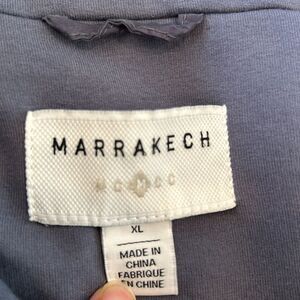 MARRAKECH
XL
MADE IN
CHINA
FABRIQUE
EN CHINE